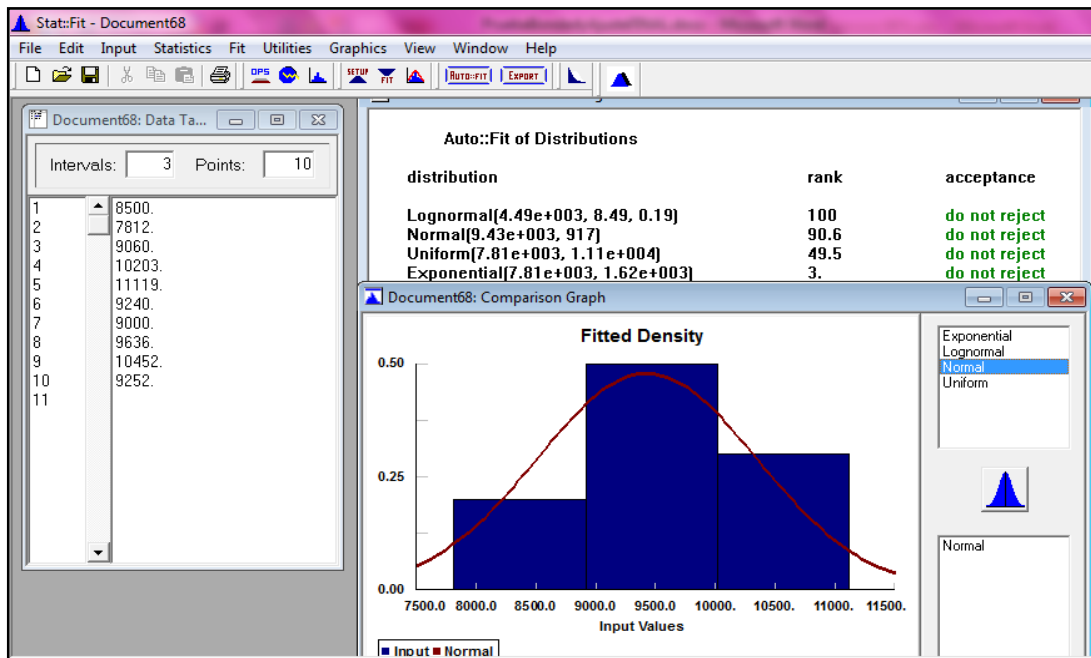 Stat::Fit - Document68
File Edit Input Statistics Fit Utilities Graphics View Window Help
OPS SETUP FIT AUTO::FIT EXPORT
Document68: Data Ta...
Intervals: 3 Points: 10
1 8500.
2 7812.
3 9060.
4 10203.
5 11119.
6 9240.
7 9000.
8 9636.
9 10452.
10 9252.
11
Auto::Fit of Distributions
distribution rank acceptance
Lognormal(4.49e+003, 8.49, 0.19) 100 do not reject
Normal(9.43e+003, 917) 90.6 do not reject
Uniform(7.81e+003, 1.11e+004) 49.5 do not reject
Exponential(7.81e+003, 1.62e+003) 3. do not reject
Document68: Comparison Graph
Fitted Density
0.50
0.25
0.00
7500.0 8000.0 8500.0 9000.0 9500.0 10000. 10500. 11000. 11500.
Input Values
Input Normal
Exponential
Lognormal
Normal
Uniform
Normal